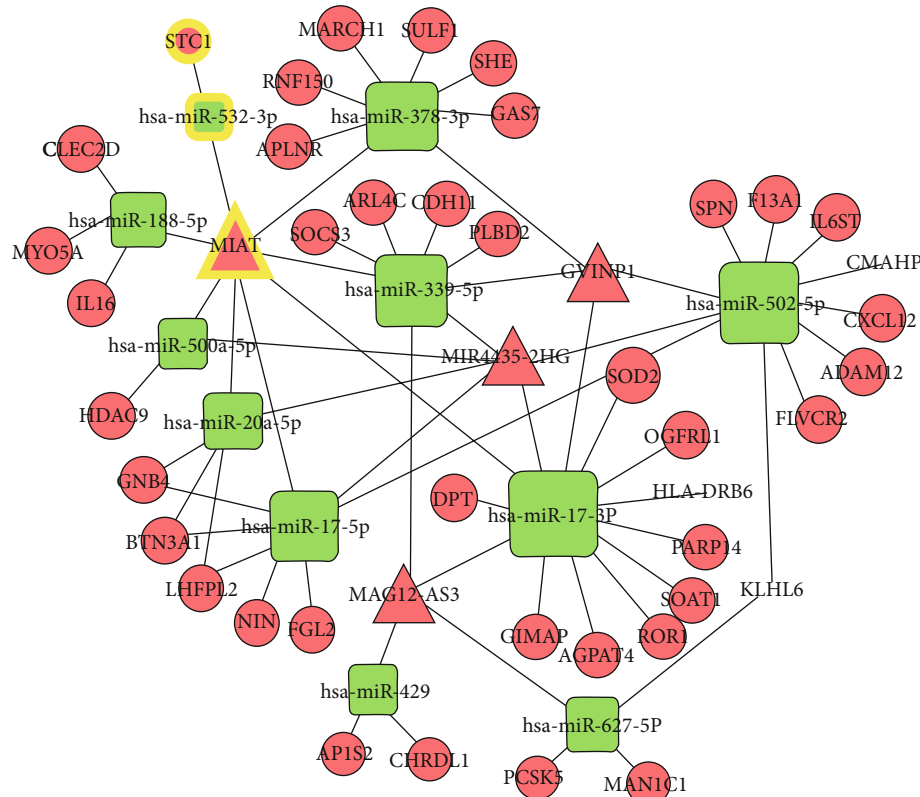 STC1
MARCH1
SULF1
SHE
RNF150
hsa-miR-532-3p
hsa-miR-378-3p
GAS7
CLEC2D
APLNR
ARL4C
CDH11
SPN
F13A1
IL6ST
hsa-miR-188-5p
SOCS3
PLBD2
MYO5A
MIAT
CMAHP
GVINP1
IL16
hsa-miR-339-5p
hsa-miR-502-5p
CXCL12
hsa-miR-500a-5p
MIR4435-2HG
SOD2
ADAM12
HDAC9
hsa-miR-20a-5p
FLVCR2
OGFRL1
GNB4
DPT
HLA-DRB6
hsa-miR-17-5p
hsa-miR-17-3P
BTN3A1
PARP14
LHFPL2
MAG12-AS3
KLHL6
SOAT1
NIN
FGL2
GIMAP
ROR1
AGPAT4
hsa-miR-429
hsa-miR-627-5P
AP1S2
CHRDL1
PCSK5
MAN1C1